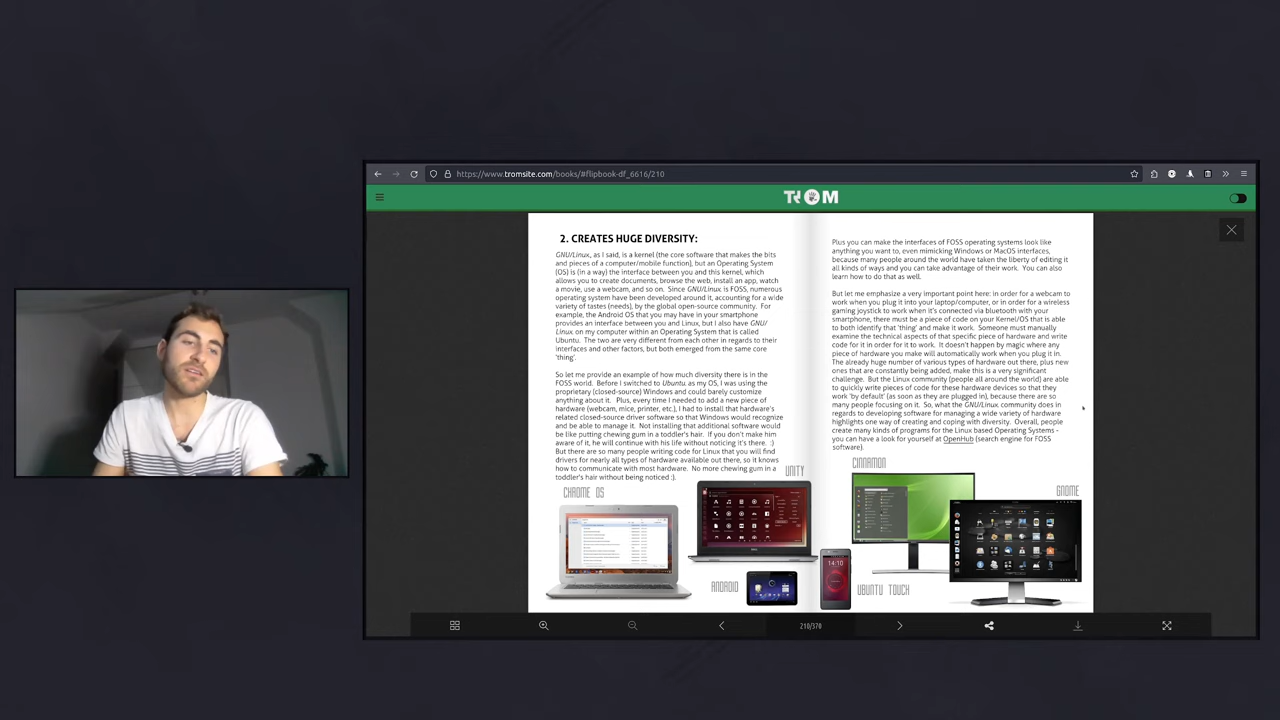 https://www.tromsite.com/books/#flipbook-df_6616/210
TROM
2. CREATES HUGE DIVERSITY:
GNU/Linux, as I said, is a kernel (the core software that makes the bits
and pieces of a computer/mobile function), but an Operating System
(OS) is (in a way) the interface between you and this kernel, which
allows you to create documents, browse the web, install an app, watch
a movie, use a webcam, and so on. Since GNU/Linux is FOSS, numerous
operating system have been developed around it, accounting for a wide
variety of tastes (needs), by the global open-source community. For
example, the Android OS that you may have in your smartphone
provides an interface between you and Linux, but I also have GNU/
Linux on my computer within an Operating System that is called
Ubuntu. The two are very different from each other in regards to their
interfaces and other factors, but both emerged from the same core
'thing'.
So let me provide an example of how much diversity there is in the
FOSS world. Before I switched to Ubuntu as my OS, I was using the
proprietary (closed-source) Windows and could barely customize
anything about it. Plus, every time I needed to add a new piece of
hardware (webcam, mice, printer, etc.), I had to install that hardware's
related closed-source driver software so that Windows would recognize
and be able to manage it. Not installing that additional software would
be like putting chewing gum in a toddler's hair. If you don't make him
aware of it, he will continue with his life without noticing it's there. :)
But there are so many people writing code for Linux that you will find
drivers for nearly all types of hardware available out there, so it knows
how to communicate with most hardware. No more chewing gum in a
toddler's hair without being noticed :).
CHROME OS
UNITY
ANDROID
Plus you can make the interfaces of FOSS operating systems look like
anything you want to, even mimicking Windows or MacOS interfaces,
because many people around the world have taken the liberty of editing it
all kinds of ways and you can take advantage of their work. You can also
learn how to do that as well.
But let me emphasize a very important point here: in order for a webcam to
work when you plug it into your laptop/computer, or in order for a wireless
gaming joystick to work when it's connected via bluetooth with your
smartphone, there must be a piece of code on your Kernel/OS that is able
to both identify that 'thing' and make it work. Someone must manually
examine the technical aspects of that specific piece of hardware and write
code for it in order for it to work. It doesn't happen by magic where any
piece of hardware you make will automatically work when you plug it in.
The already huge number of various types of hardware out there, plus new
ones that are constantly being added, make this is a very significant
challenge. But the Linux community (people all around the world) are able
to quickly write pieces of code for these hardware devices so that they
work 'by default' (as soon as they are plugged in), because there are so
many people focusing on it. So, what the GNU/Linux community does in
regards to developing software for managing a wide variety of hardware
highlights one way of creating and coping with diversity. Overall, people
create many kinds of programs for the Linux based Operating Systems -
you can have a look for yourself at OpenHub (search engine for FOSS
software).
CINNAMON
GNOME
14:10
UBUNTU TOUCH
210/370